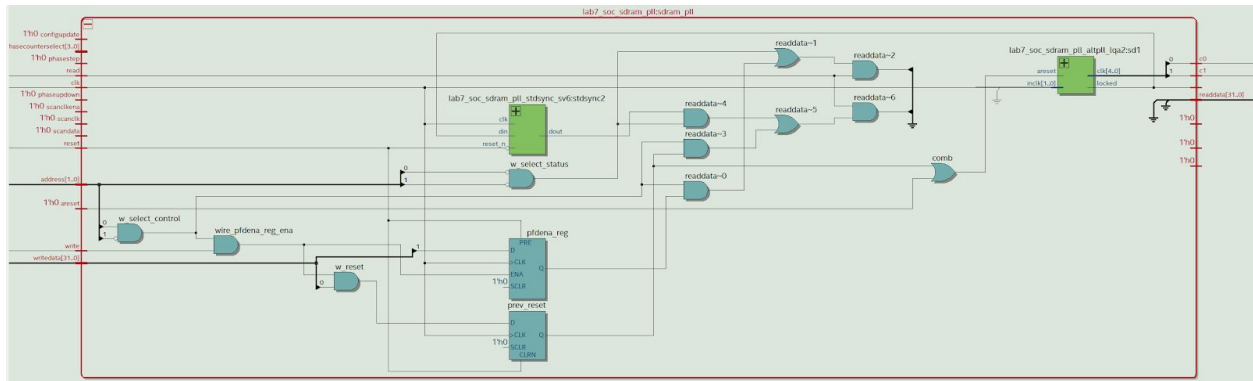 lab7_soc_sdram_pll:sdram_pll
1'h0 configupdate
hasecounterselect[3..0]
1'h0 phasestep
read
clk
1'h0 phaseupdown
1'h0 scanclkena
1'h0 scanclk
1'h0 scandata
reset
address[1..0]
1'h0 areset
write
writedata[31..0]
w_select_control
0
1
wire_pfdena_reg_ena
w_reset
0
lab7_soc_sdram_pll_stdsync_sv6:stdsync2
clk
din
dout
reset_n
w_select_status
0
1
1
pfdena_reg
PRE
D
CLK
Q
ENA
1'h0
SCLR
prev_reset
D
CLK
Q
1'h0
SCLR
CLRN
readdata~4
readdata~3
readdata~0
readdata~1
readdata~5
readdata~2
readdata~6
comb
lab7_soc_sdram_pll_altpll_lqa2:sd1
areset
clk[4..0]
inclk[1..0]
locked
0
1
c0
c1
readdata[31..0]
1'h0
1'h0
1'h0